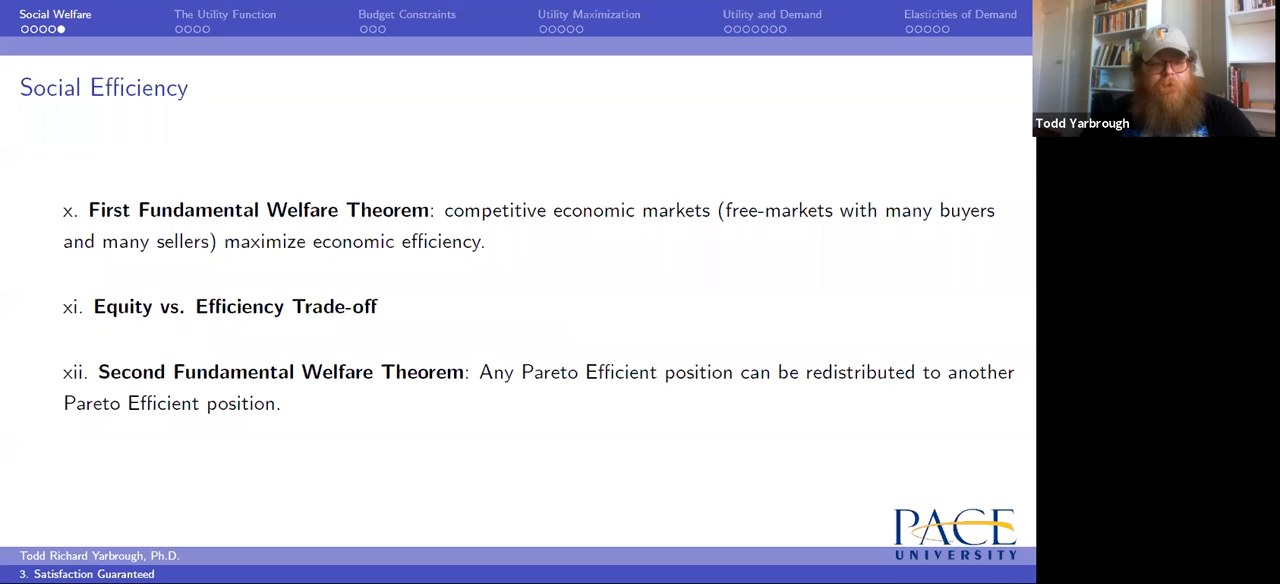 Social Welfare
The Utility Function
Budget Constraints
Utility Maximization
Utility and Demand
Elasticities of Demand
Todd Yarbrough
Social Efficiency
x. First Fundamental Welfare Theorem: competitive economic markets (free-markets with many buyers
and many sellers) maximize economic efficiency.
xi. Equity vs. Efficiency Trade-off
xii. Second Fundamental Welfare Theorem: Any Pareto Efficient position can be redistributed to another
Pareto Efficient position.
PACE
UNIVERSITY
Todd Richard Yarbrough, Ph.D.
3. Satisfaction Guaranteed